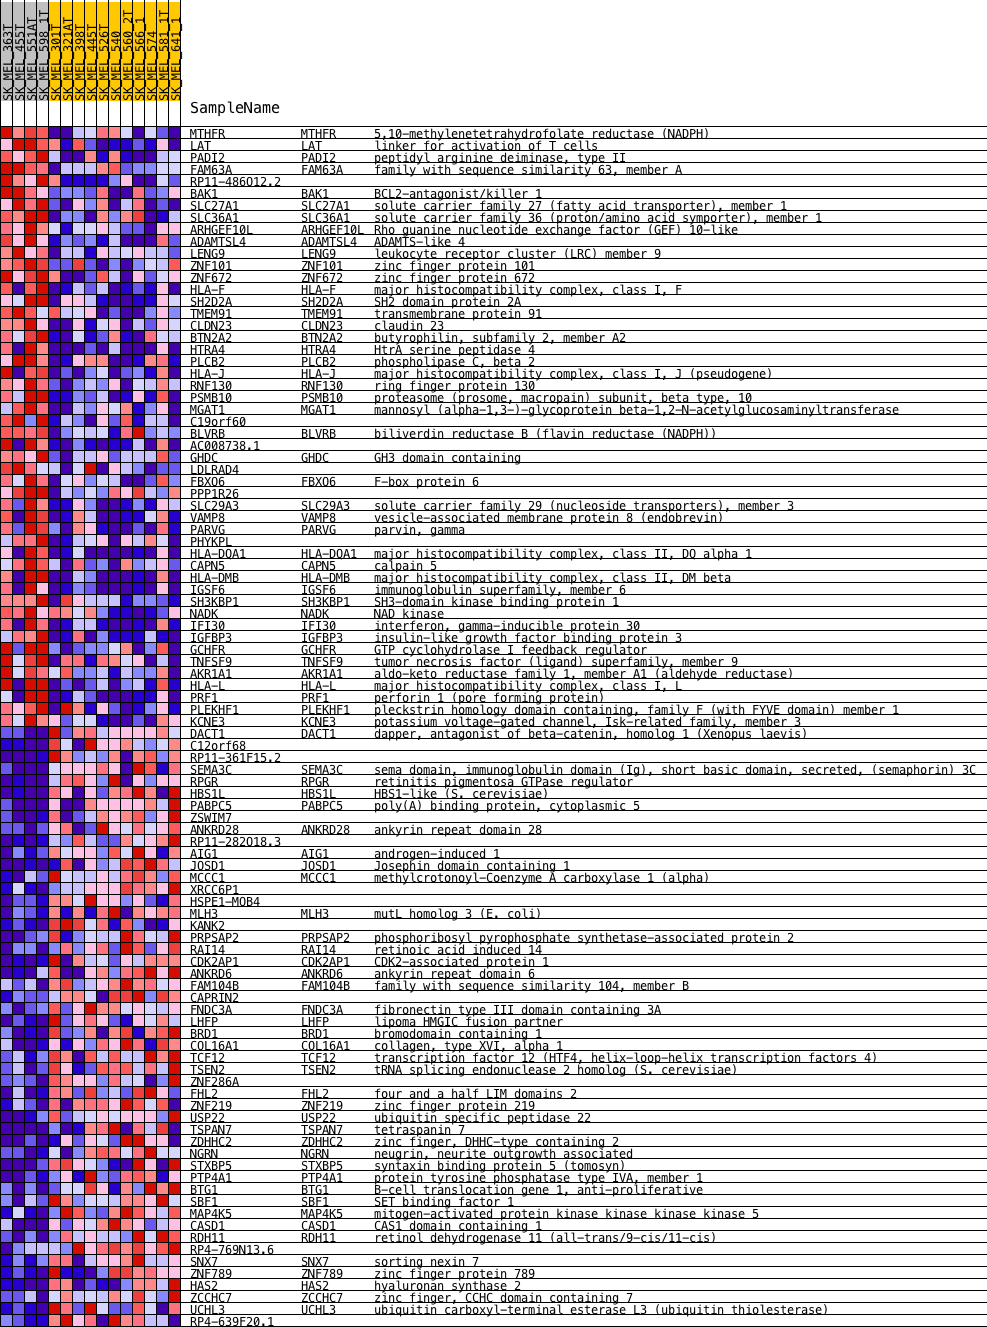 SK_MEL_363T
SK_MEL_455T
SK_MEL_551AT
SK_MEL_598_1T
SK_MEL_301T
SK_MEL_321AT
SK_MEL_398T
SK_MEL_445T
SK_MEL_526T
SK_MEL_540
SK_MEL_560_2T
SK_MEL_566_1
SK_MEL_574
SK_MEL_581_1T
SK_MEL_641_1
SampleName
MTHFR MTHFR 5,10-methylenetetrahydrofolate reductase (NADPH)
LAT LAT linker for activation of T cells
PADI2 PADI2 peptidyl arginine deiminase, type II
FAM63A FAM63A family with sequence similarity 63, member A
RP11-486O12.2
BAK1 BAK1 BCL2-antagonist/killer 1
SLC27A1 SLC27A1 solute carrier family 27 (fatty acid transporter), member 1
SLC36A1 SLC36A1 solute carrier family 36 (proton/amino acid symporter), member 1
ARHGEF10L ARHGEF10L Rho guanine nucleotide exchange factor (GEF) 10-like
ADAMTSL4 ADAMTSL4 ADAMTS-like 4
LENG9 LENG9 leukocyte receptor cluster (LRC) member 9
ZNF101 ZNF101 zinc finger protein 101
ZNF672 ZNF672 zinc finger protein 672
HLA-F HLA-F major histocompatibility complex, class I, F
SH2D2A SH2D2A SH2 domain protein 2A
TMEM91 TMEM91 transmembrane protein 91
CLDN23 CLDN23 claudin 23
BTN2A2 BTN2A2 butyrophilin, subfamily 2, member A2
HTRA4 HTRA4 HtrA serine peptidase 4
PLCB2 PLCB2 phospholipase C, beta 2
HLA-J HLA-J major histocompatibility complex, class I, J (pseudogene)
RNF130 RNF130 ring finger protein 130
PSMB10 PSMB10 proteasome (prosome, macropain) subunit, beta type, 10
MGAT1 MGAT1 mannosyl (alpha-1,3-)-glycoprotein beta-1,2-N-acetylglucosaminyltransferase
C19orf60
BLVRB BLVRB biliverdin reductase B (flavin reductase (NADPH))
AC008738.1
GHDC GHDC GH3 domain containing
LDLRAD4
FBXO6 FBXO6 F-box protein 6
PPP1R26
SLC29A3 SLC29A3 solute carrier family 29 (nucleoside transporters), member 3
VAMP8 VAMP8 vesicle-associated membrane protein 8 (endobrevin)
PARVG PARVG parvin, gamma
PHYKPL
HLA-DOA1 HLA-DOA1 major histocompatibility complex, class II, DO alpha 1
CAPN5 CAPN5 calpain 5
HLA-DMB HLA-DMB major histocompatibility complex, class II, DM beta
IGSF6 IGSF6 immunoglobulin superfamily, member 6
SH3KBP1 SH3KBP1 SH3-domain kinase binding protein 1
NADK NADK NAD kinase
IFI30 IFI30 interferon, gamma-inducible protein 30
IGFBP3 IGFBP3 insulin-like growth factor binding protein 3
GCHFR GCHFR GTP cyclohydrolase I feedback regulator
TNFSF9 TNFSF9 tumor necrosis factor (ligand) superfamily, member 9
AKR1A1 AKR1A1 aldo-keto reductase family 1, member A1 (aldehyde reductase)
HLA-L HLA-L major histocompatibility complex, class I, L
PRF1 PRF1 perforin 1 (pore forming protein)
PLEKHF1 PLEKHF1 pleckstrin homology domain containing, family F (with FYVE domain) member 1
KCNE3 KCNE3 potassium voltage-gated channel, Isk-related family, member 3
DACT1 DACT1 dapper, antagonist of beta-catenin, homolog 1 (Xenopus laevis)
C12orf68
RP11-361F15.2
SEMA3C SEMA3C sema domain, immunoglobulin domain (Ig), short basic domain, secreted, (semaphorin) 3C
RPGR RPGR retinitis pigmentosa GTPase regulator
HBS1L HBS1L HBS1-like (S. cerevisiae)
PABPC5 PABPC5 poly(A) binding protein, cytoplasmic 5
ZSWIM7
ANKRD28 ANKRD28 ankyrin repeat domain 28
RP11-282O18.3
AIG1 AIG1 androgen-induced 1
JOSD1 JOSD1 Josephin domain containing 1
MCCC1 MCCC1 methylcrotonoyl-Coenzyme A carboxylase 1 (alpha)
XRCC6P1
HSPE1-MOB4
MLH3 MLH3 mutL homolog 3 (E. coli)
KANK2
PRPSAP2 PRPSAP2 phosphoribosyl pyrophosphate synthetase-associated protein 2
RAI14 RAI14 retinoic acid induced 14
CDK2AP1 CDK2AP1 CDK2-associated protein 1
ANKRD6 ANKRD6 ankyrin repeat domain 6
FAM104B FAM104B family with sequence similarity 104, member B
CAPRIN2
FNDC3A FNDC3A fibronectin type III domain containing 3A
LHFP LHFP lipoma HMGIC fusion partner
BRD1 BRD1 bromodomain containing 1
COL16A1 COL16A1 collagen, type XVI, alpha 1
TCF12 TCF12 transcription factor 12 (HTF4, helix-loop-helix transcription factors 4)
TSEN2 TSEN2 tRNA splicing endonuclease 2 homolog (S. cerevisiae)
ZNF286A
FHL2 FHL2 four and a half LIM domains 2
ZNF219 ZNF219 zinc finger protein 219
USP22 USP22 ubiquitin specific peptidase 22
TSPAN7 TSPAN7 tetraspanin 7
ZDHHC2 ZDHHC2 zinc finger, DHHC-type containing 2
NGRN NGRN neugrin, neurite outgrowth associated
STXBP5 STXBP5 syntaxin binding protein 5 (tomosyn)
PTP4A1 PTP4A1 protein tyrosine phosphatase type IVA, member 1
BTG1 BTG1 B-cell translocation gene 1, anti-proliferative
SBF1 SBF1 SET binding factor 1
MAP4K5 MAP4K5 mitogen-activated protein kinase kinase kinase kinase 5
CASD1 CASD1 CAS1 domain containing 1
RDH11 RDH11 retinol dehydrogenase 11 (all-trans/9-cis/11-cis)
RP4-769N13.6
SNX7 SNX7 sorting nexin 7
ZNF789 ZNF789 zinc finger protein 789
HAS2 HAS2 hyaluronan synthase 2
ZCCHC7 ZCCHC7 zinc finger, CCHC domain containing 7
UCHL3 UCHL3 ubiquitin carboxyl-terminal esterase L3 (ubiquitin thiolesterase)
RP4-639F20.1